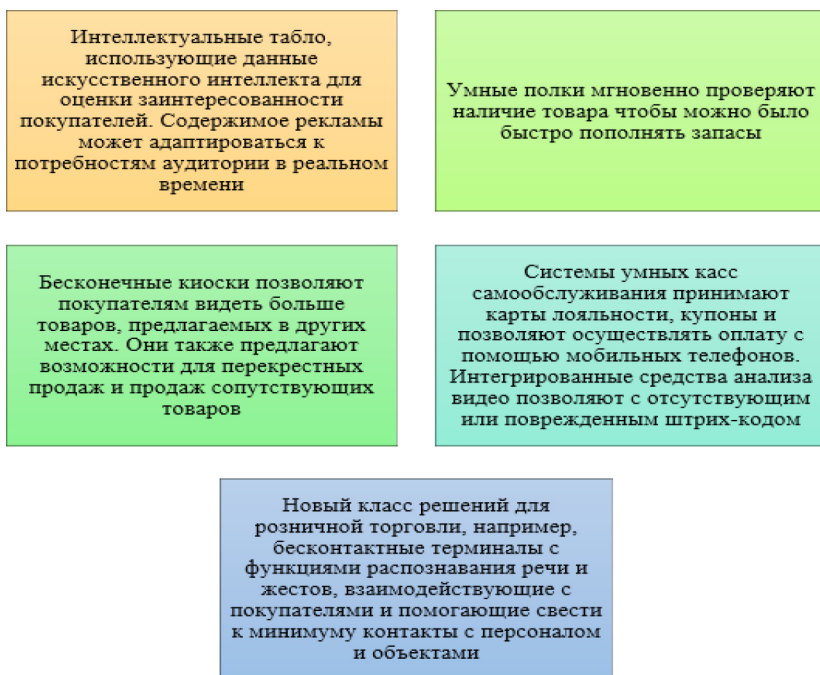 Интеллектуальные табло,
использующие данные
искусственного интеллекта для
оценки заинтересованности
покупателей. Содержимое рекламы
может адаптироваться к
потребностям аудитории в реальном
времени
Умные полки мгновенно проверяют
наличие товара чтобы можно было
быстро пополнять запасы
Бесконечные киоски позволяют
покупателям видеть больше
товаров, предлагаемых в других
местах. Они также предлагают
возможности для перекрестных
продаж и продаж сопутствующих
товаров
Системы умных касс
самообслуживания принимают
карты лояльности, купоны и
позволяют осуществлять оплату с
помощью мобильных телефонов.
Интегрированные средства анализа
видео позволяют с отсутствующим
или поврежденным штрих-кодом
Новый класс решений для
розничной торговли, например,
бесконтактные терминалы с
функциями распознавания речи и
жестов, взаимодействующие с
покупателями и помогающие свести
к минимуму контакты с персоналом
и объектами